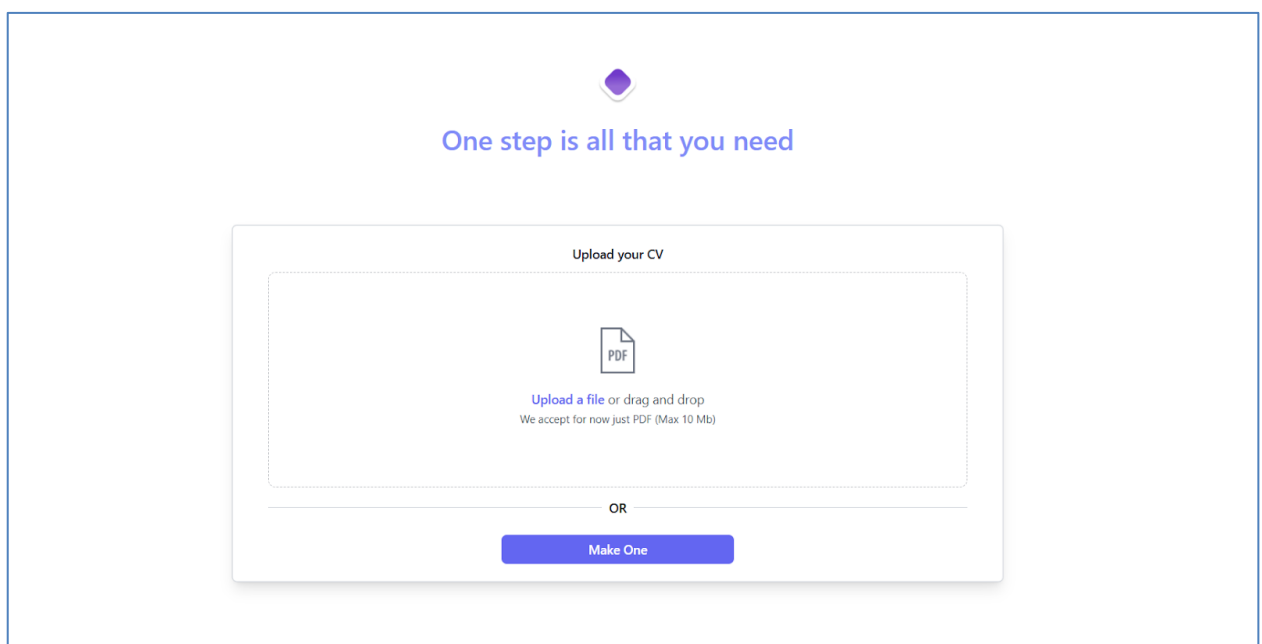 One step is all that you need
Upload your CV
PDF
Upload a file or drag and drop
We accept for now just PDF (Max 10 Mb)
OR
Make One